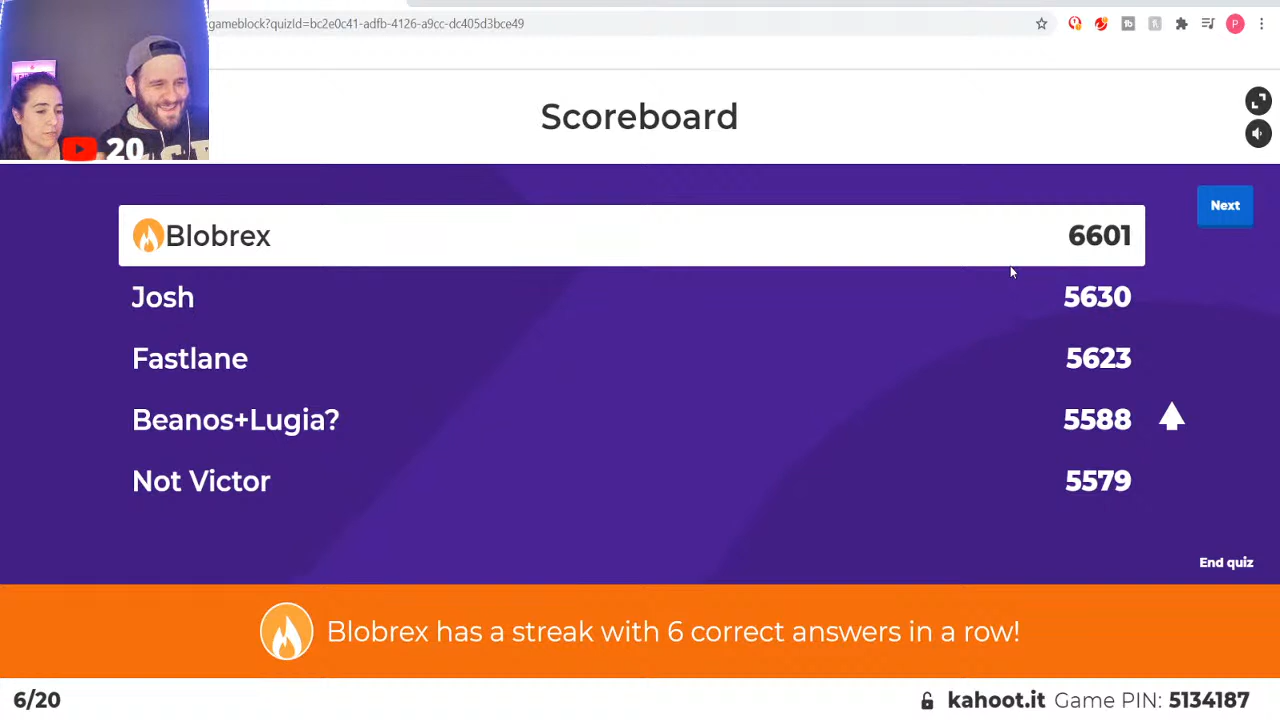 gameblock?quizId=bc2e0c41-adfb-4126-a9cc-dc405d3bce49
P
20
Scoreboard
Next
Blobrex 6601
Josh 5630
Fastlane 5623
Beanos+Lugia? 5588
Not Victor 5579
End quiz
Blobrex has a streak with 6 correct answers in a row!
6/20
kahoot.it Game PIN: 5134187